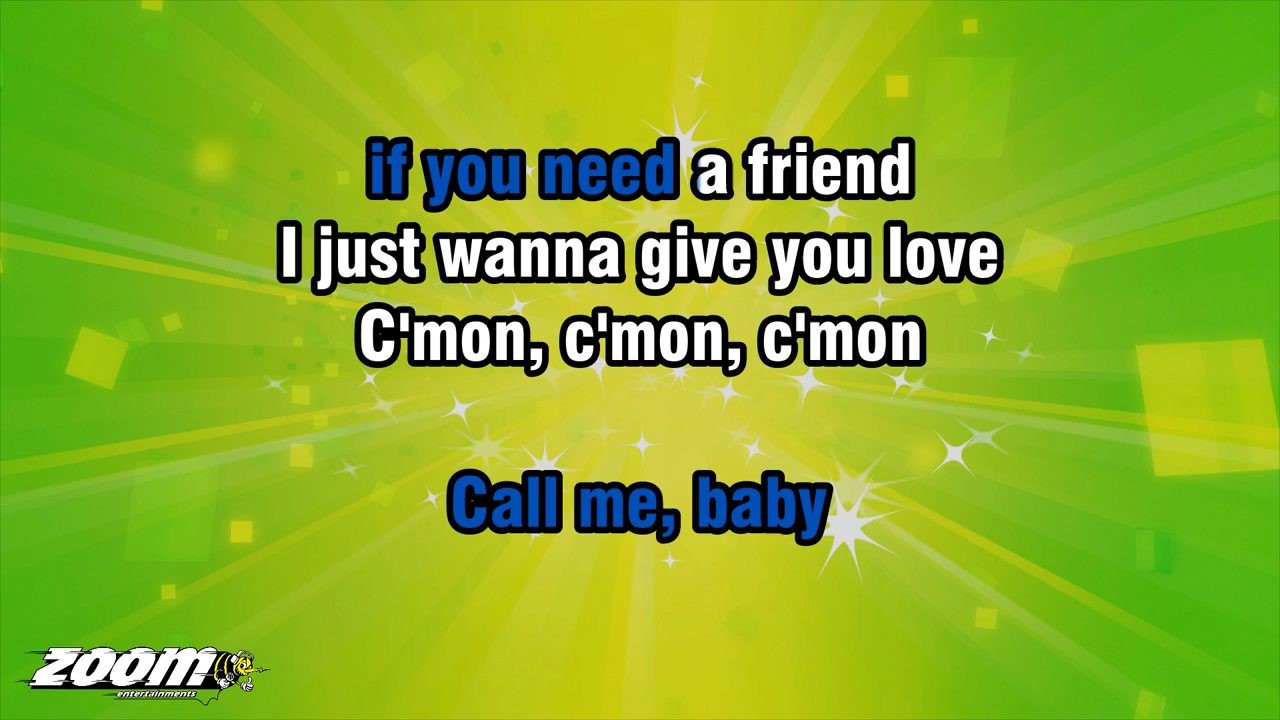 if you need a friend
I just wanna give you love
C'mon, c'mon, c'mon
Call me, baby
zoom
entertainments